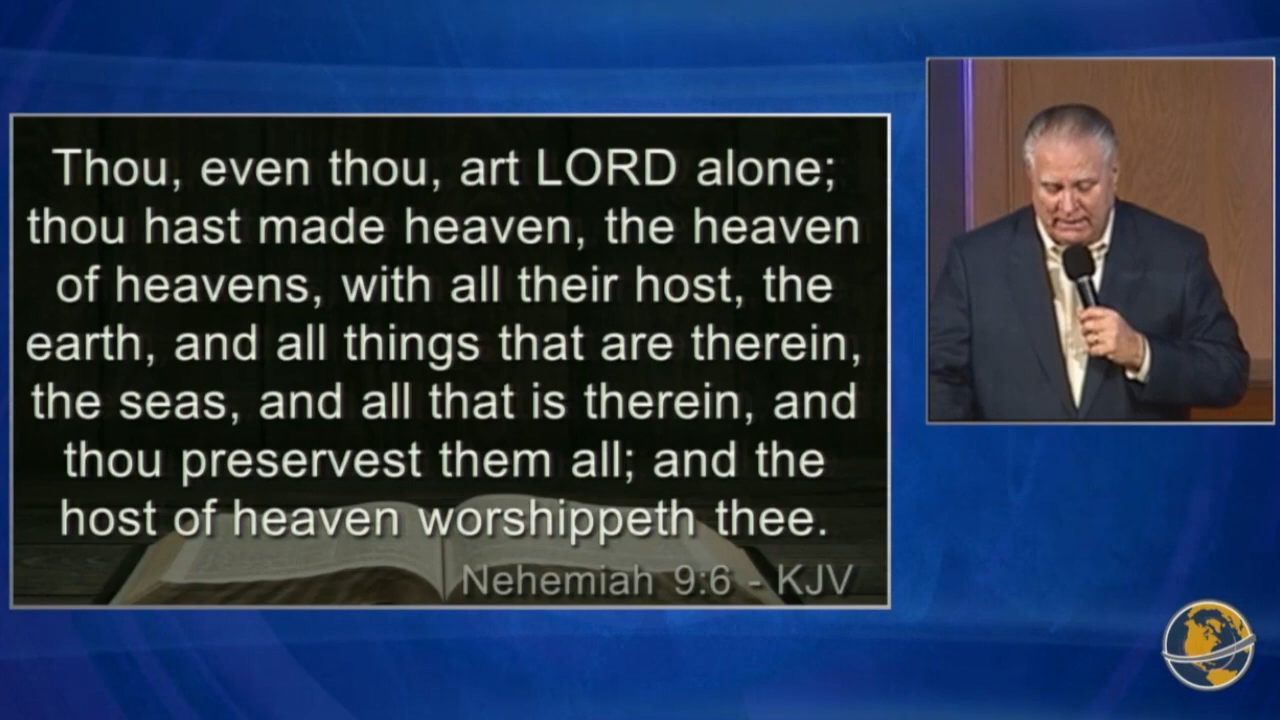 Thou, even thou, art LORD alone;
thou hast made heaven, the heaven
of heavens, with all their host, the
earth, and all things that are therein,
the seas, and all that is therein, and
thou preservest them all; and the
host of heaven worshippeth thee.
Nehemiah 9:6 - KJV